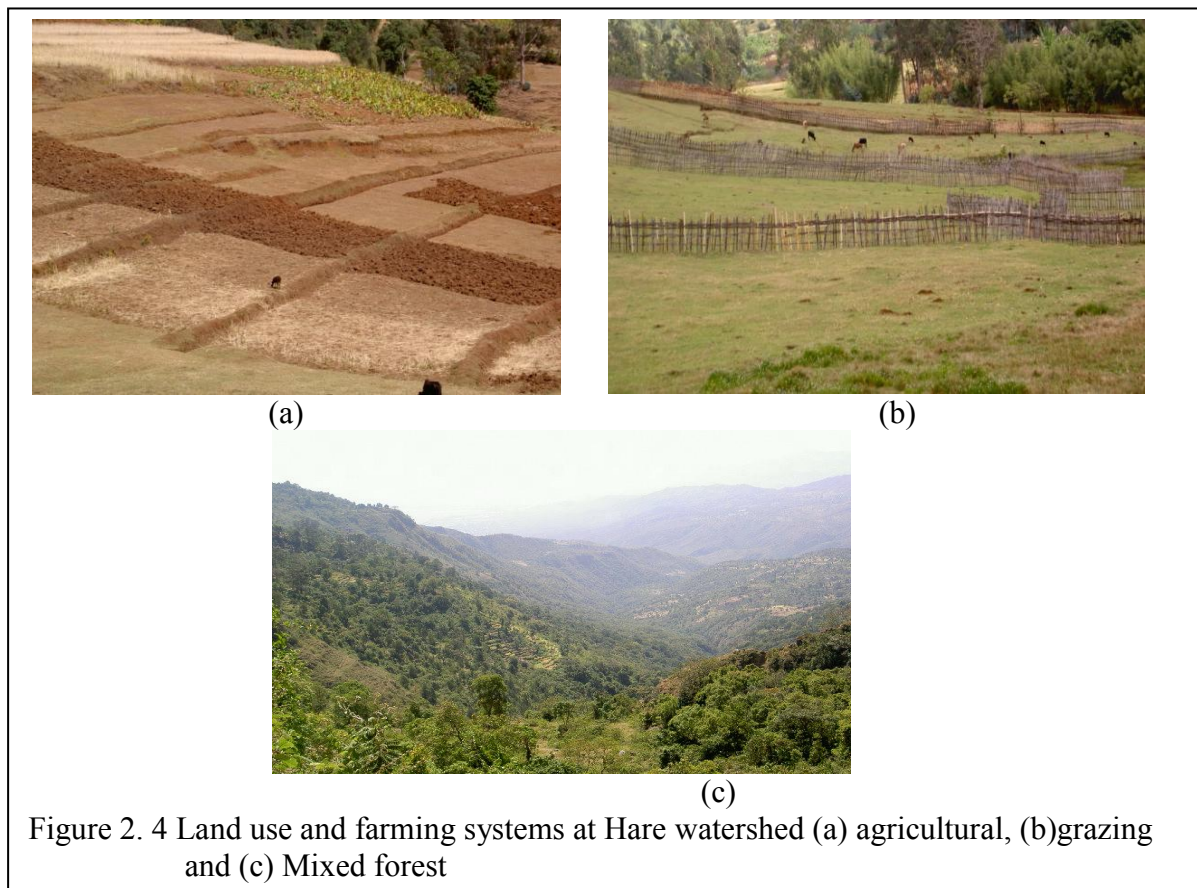 (a)
(b)
(c)
Figure 2. 4 Land use and farming systems at Hare watershed (a) agricultural, (b)grazing
and (c) Mixed forest